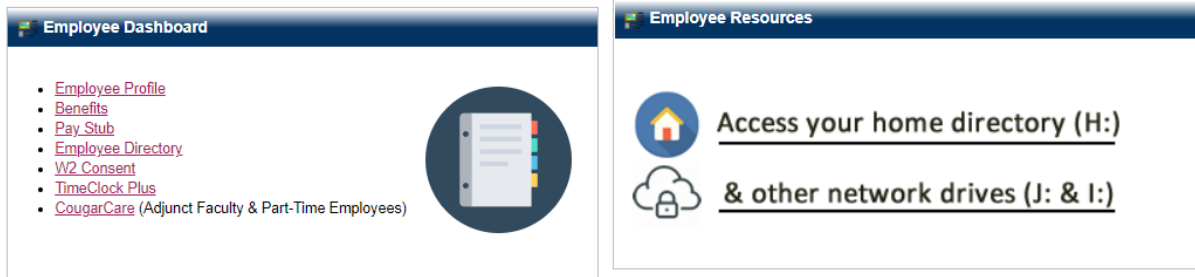 Employee Dashboard
Employee Profile
Benefits
Pay Stub
Employee Directory
W2 Consent
TimeClock Plus
CougarCare (Adjunct Faculty & Part-Time Employees)
Employee Resources
Access your home directory (H:)
& other network drives (J: & I:)